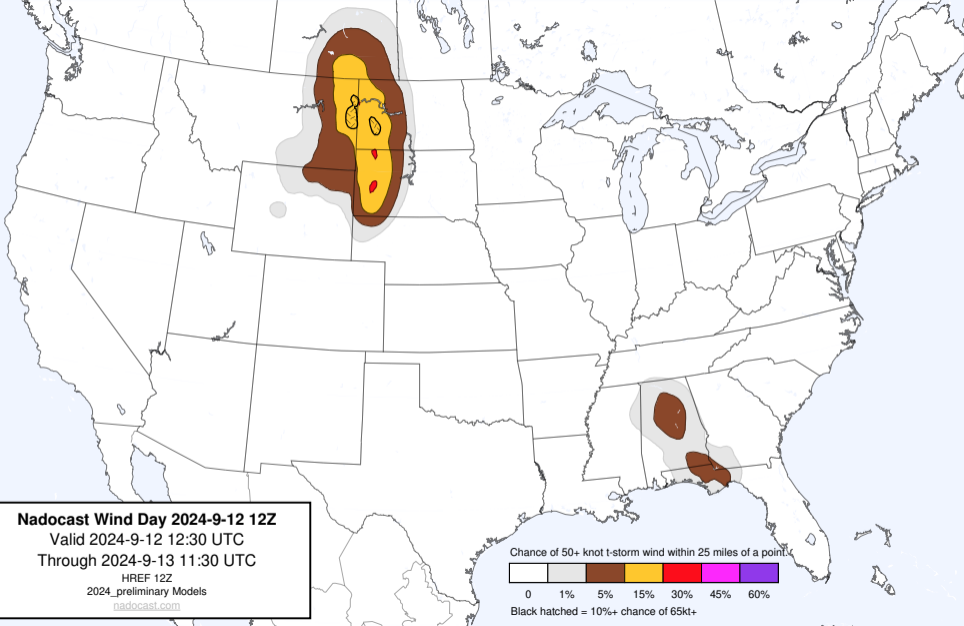 Nadocast Wind Day 2024-9-12 12Z
Valid 2024-9-12 12:30 UTC
Through 2024-9-13 11:30 UTC
HREF 12Z
2024_preliminary Models
nadocast.com
Chance of 50+ knot t-storm wind within 25 miles of a point.
0 1% 5% 15% 30% 45% 60%
Black hatched = 10%+ chance of 65kt+